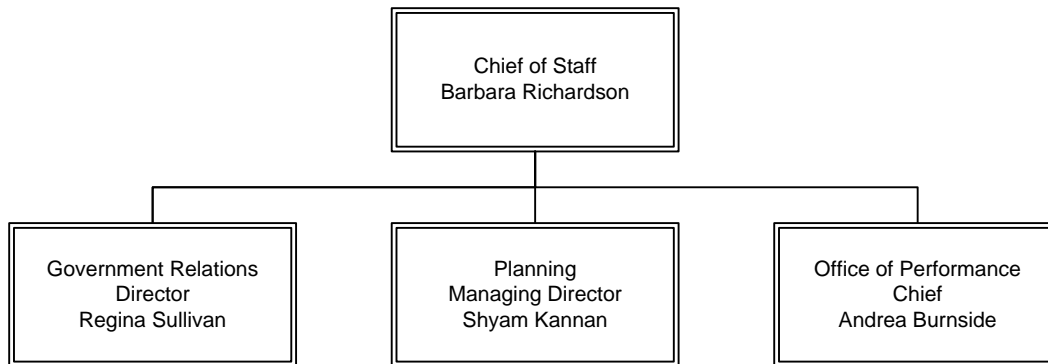 Chief of Staff
Barbara Richardson
Government Relations
Director
Regina Sullivan
Planning
Managing Director
Shyam Kannan
Office of Performance
Chief
Andrea Burnside